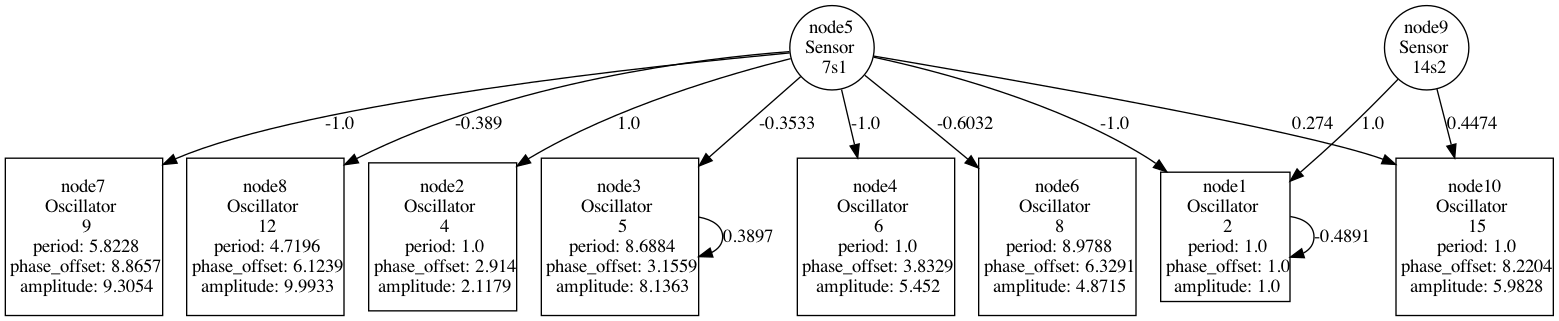 node5
Sensor
7s1
node9
Sensor
14s2
-1.0
-0.389
1.0
-0.3533
-1.0
-0.6032
-1.0
0.274
1.0
0.4474
node7
Oscillator
9
period: 5.8228
phase_offset: 8.8657
amplitude: 9.3054
node8
Oscillator
12
period: 4.7196
phase_offset: 6.1239
amplitude: 9.9933
node2
Oscillator
4
period: 1.0
phase_offset: 2.914
amplitude: 2.1179
node3
Oscillator
5
period: 8.6884
phase_offset: 3.1559
amplitude: 8.1363
0.3897
node4
Oscillator
6
period: 1.0
phase_offset: 3.8329
amplitude: 5.452
node6
Oscillator
8
period: 8.9788
phase_offset: 6.3291
amplitude: 4.8715
node1
Oscillator
2
period: 1.0
phase_offset: 1.0
amplitude: 1.0
-0.4891
node10
Oscillator
15
period: 1.0
phase_offset: 8.2204
amplitude: 5.9828